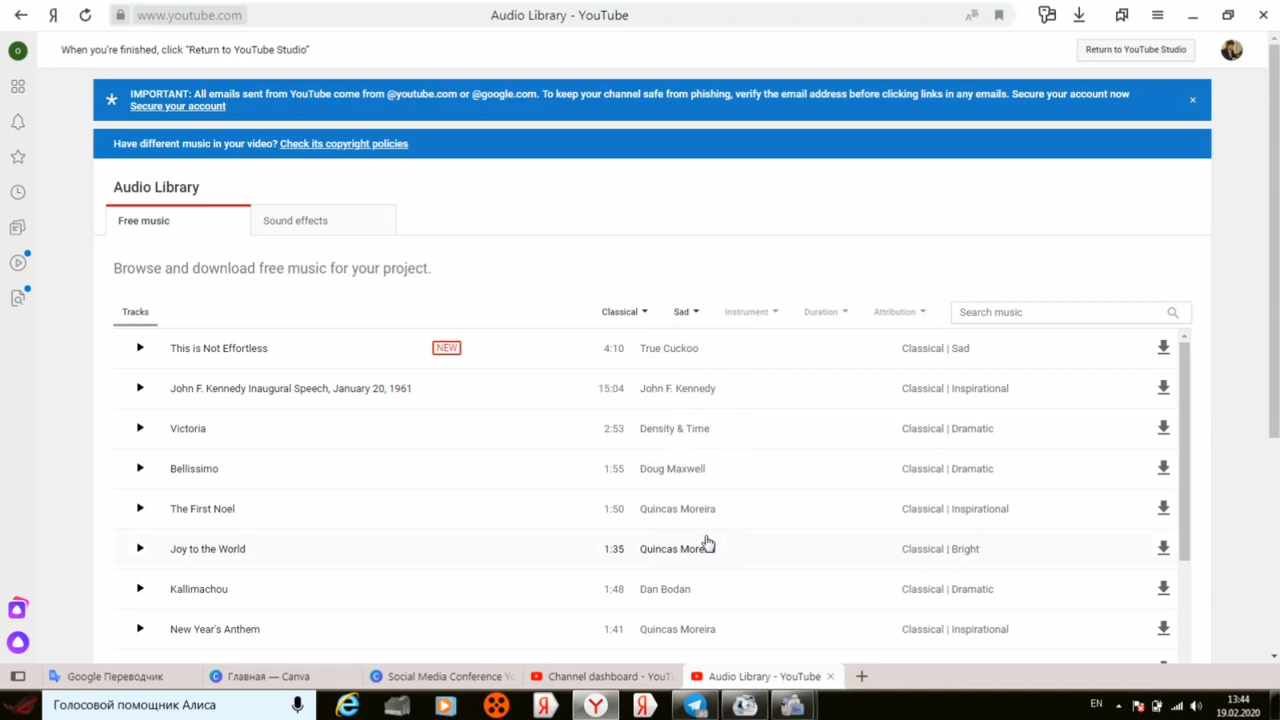 Я
www.youtube.com
Audio Library - YouTube
When you're finished, click "Return to YouTube Studio"
Return to YouTube Studio
IMPORTANT: All emails sent from YouTube come from @youtube.com or @google.com. To keep your channel safe from phishing, verify the email address before clicking links in any emails. Secure your account now
Secure your account
Have different music in your video? Check its copyright policies
Audio Library
Free music
Sound effects
Browse and download free music for your project.
Tracks
Classical
Sad
Instrument
Duration
Attribution
Search music
This is Not Effortless NEW 4:10 True Cuckoo Classical | Sad
John F. Kennedy Inaugural Speech, January 20, 1961 15:04 John F. Kennedy Classical | Inspirational
Victoria 2:53 Density & Time Classical | Dramatic
Bellissimo 1:55 Doug Maxwell Classical | Dramatic
The First Noel 1:50 Quincas Moreira Classical | Inspirational
Joy to the World 1:35 Quincas Moreira Classical | Bright
Kallimachou 1:48 Dan Bodan Classical | Dramatic
New Year's Anthem 1:41 Quincas Moreira Classical | Inspirational
Google Переводчик
Главная — Canva
Social Media Conference Yo
Channel dashboard - YouTu
Audio Library - YouTube
Голосовой помощник Алиса
EN
13:44
19.02.2020